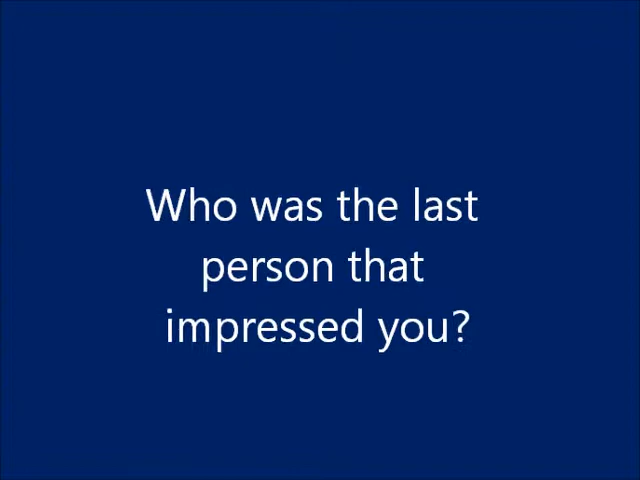 Who was the last
person that
impressed you?